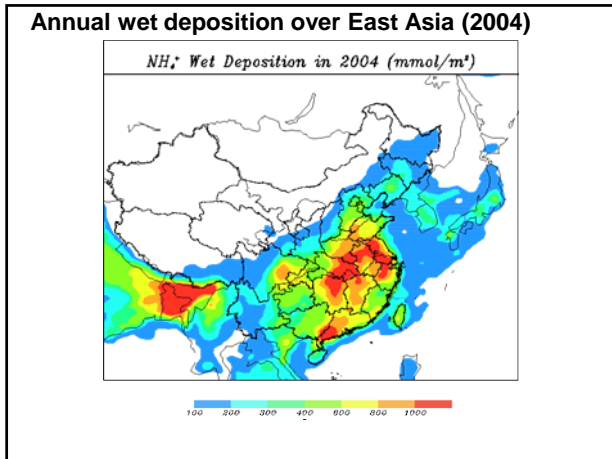 Annual wet deposition over East Asia (2004)
NH₄⁺ Wet Deposition in 2004 (mmol/m²)
100 200 300 400 600 800 1000